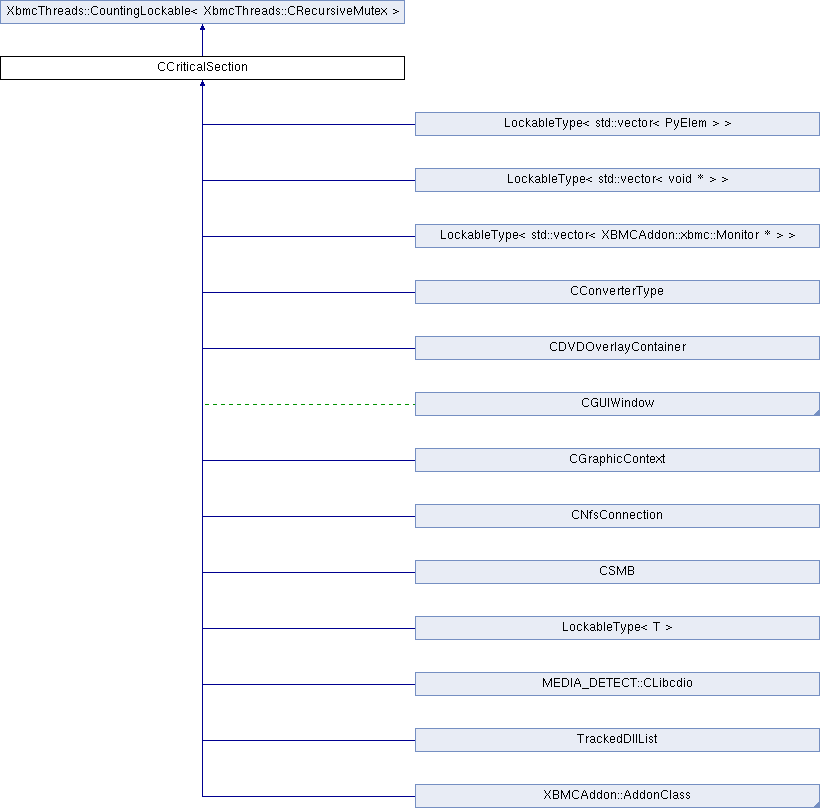 XbmcThreads::CountingLockable< XbmcThreads::CRecursiveMutex >
CCriticalSection
LockableType< std::vector< PyElem > >
LockableType< std::vector< void * > >
LockableType< std::vector< XBMCAddon::xbmc::Monitor * > >
CConverterType
CDVDOverlayContainer
CGUIWindow
CGraphicContext
CNfsConnection
CSMB
LockableType< T >
MEDIA_DETECT::CLibcdio
TrackedDllList
XBMCAddon::AddonClass